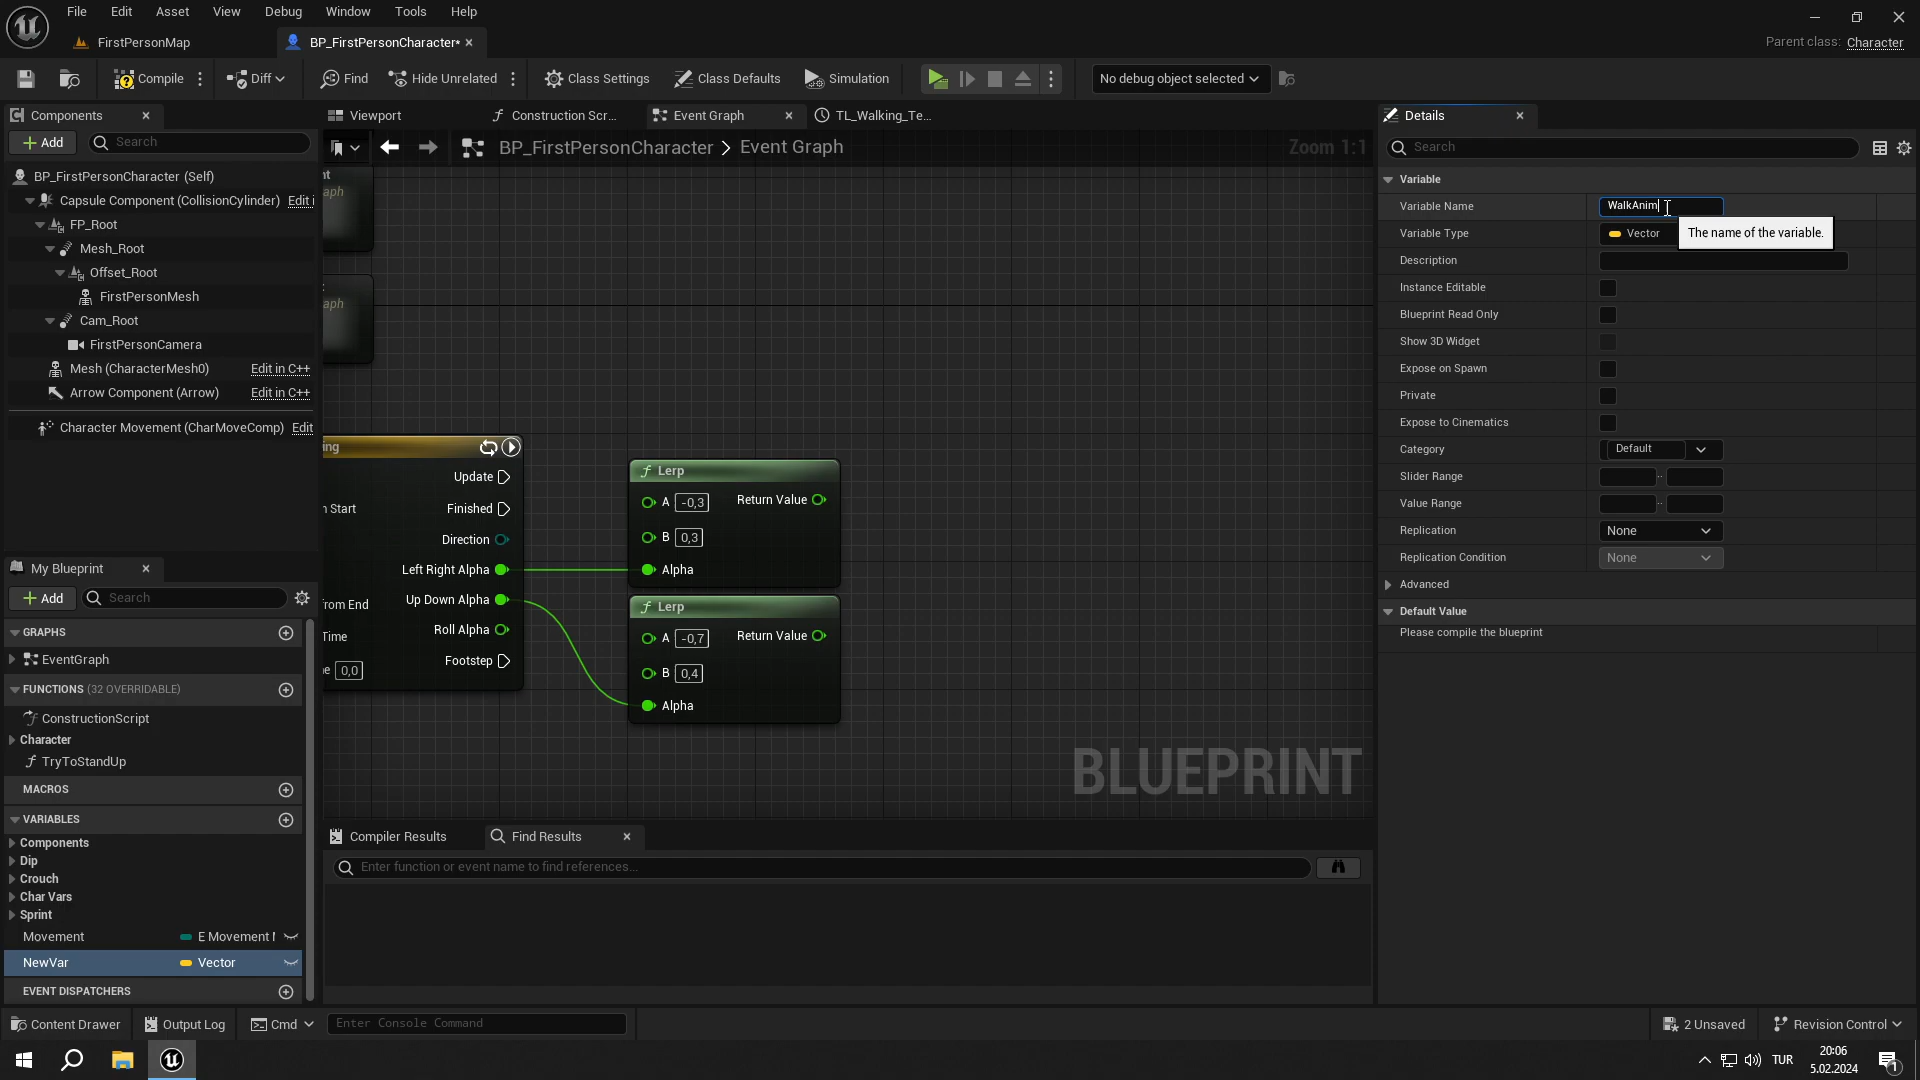 File Edit Asset View Debug Window Tools Help
FirstPersonMap
BP_FirstPersonCharacter*
Parent class: Character
Compile
Diff
Find
Hide Unrelated
Class Settings
Class Defaults
Simulation
No debug object selected
Components
Add
Search
BP_FirstPersonCharacter (Self)
Capsule Component (CollisionCylinder) Edit i
FP_Root
Mesh_Root
Offset_Root
FirstPersonMesh
Cam_Root
FirstPersonCamera
Mesh (CharacterMesh0) Edit in C++
Arrow Component (Arrow) Edit in C++
Character Movement (CharMoveComp) Edit
My Blueprint
Add
Search
GRAPHS
EventGraph
FUNCTIONS (32 OVERRIDABLE)
ConstructionScript
Character
TryToStandUp
MACROS
VARIABLES
Components
Dip
Crouch
Char Vars
Sprint
Movement E Movement
NewVar Vector
EVENT DISPATCHERS
Viewport
Construction Scr...
Event Graph
TL_Walking_Te...
BP_FirstPersonCharacter > Event Graph
Zoom 1:1
nt
aph
aph
ing
Update
n Start
Finished
Direction
Left Right Alpha
from End
Up Down Alpha
Time
Roll Alpha
e 0,0
Footstep
Lerp
A -0,3
Return Value
B 0,3
Alpha
Lerp
A -0,7
Return Value
B 0,4
Alpha
BLUEPRINT
Compiler Results
Find Results
Enter function or event name to find references...
Details
Search
Variable
Variable Name WalkAnim
The name of the variable.
Variable Type Vector
Description
Instance Editable
Blueprint Read Only
Show 3D Widget
Expose on Spawn
Private
Expose to Cinematics
Category Default
Slider Range
Value Range
Replication None
Replication Condition None
Advanced
Default Value
Please compile the blueprint
Content Drawer
Output Log
Cmd
Enter Console Command
2 Unsaved
Revision Control
TUR
20:06
5.02.2024
1